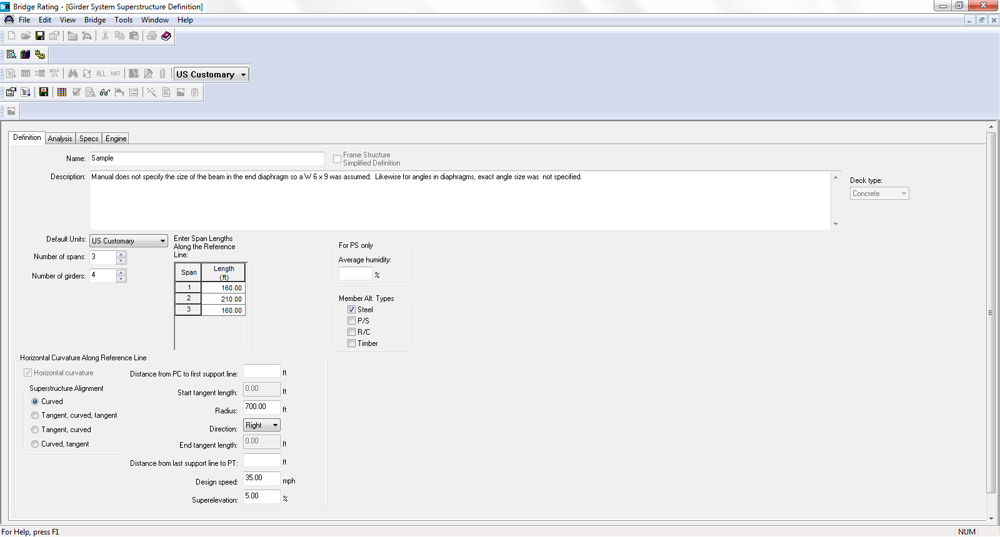 Br R Bridge Rating - [Girder System Superstructure Definition]
File Edit View Bridge Tools Window Help
RESU LTS ALL NXT US Customary
Definition Analysis Specs Engine
Name: Sample
Frame Structure
Simplified Definition
Description: Manual does not specify the size of the beam in the end diaphragm so a W 6 x 9 was assumed.  Likewise for angles in diaphragms, exact angle size was  not specified.
Deck type:
Concrete
Default Units: US Customary
Number of spans: 3
Number of girders: 4
Enter Span Lengths
Along the Reference
Line:
Span Length
(ft)
1 160.00
2 210.00
3 160.00
For PS only
Average humidity:
%
Member Alt. Types
Steel
P/S
R/C
Timber
Horizontal Curvature Along Reference Line
Horizontal curvature
Superstructure Alignment
Curved
Tangent, curved, tangent
Tangent, curved
Curved, tangent
Distance from PC to first support line: ft
Start tangent length: 0.00 ft
Radius: 700.00 ft
Direction: Right
End tangent length: 0.00 ft
Distance from last support line to PT: ft
Design speed: 35.00 mph
Superelevation: 5.00 %
For Help, press F1
NUM